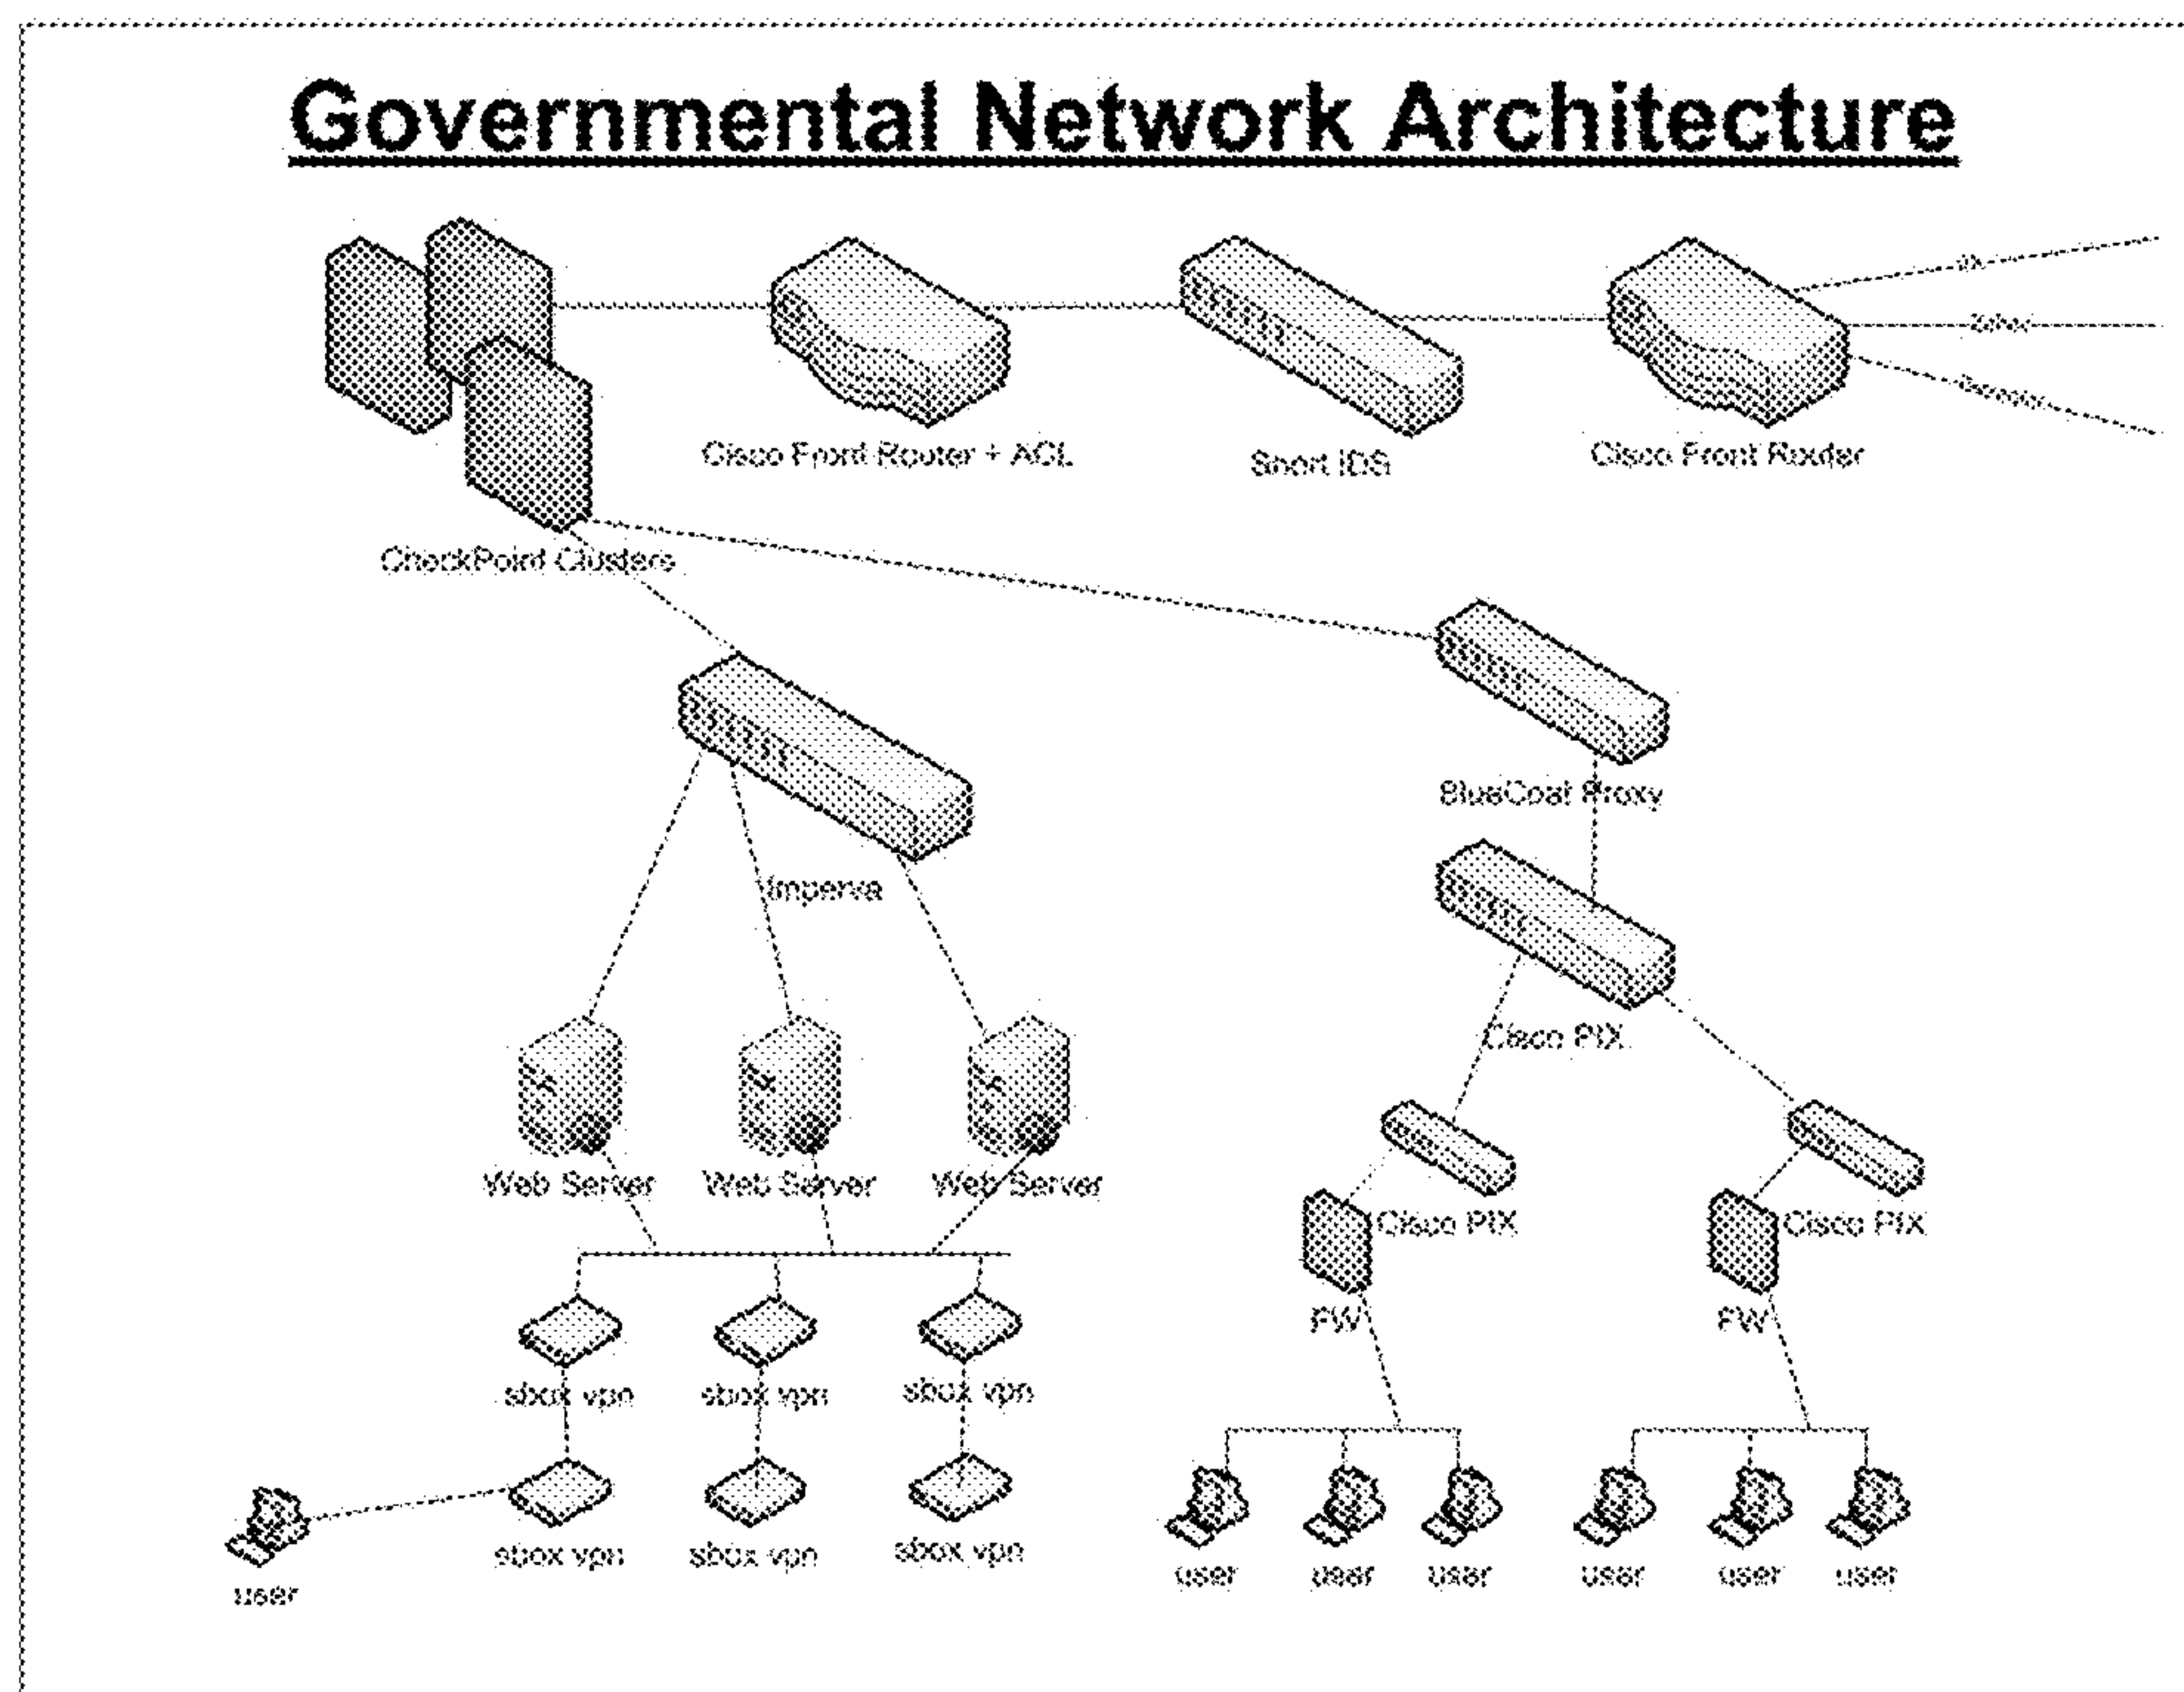 Governmental Network Architecture
Cisco Front Router + ACL
Snort IDS
Cisco Front Router
CheckPoint Clusters
BlueCoat Proxy
Imperva
Cisco PIX
Web Server
Web Server
Web Server
Cisco PIX
Cisco PIX
FW
FW
sbox vpn
sbox vpn
sbox vpn
sbox vpn
sbox vpn
sbox vpn
user
user
user
user
user
user
user